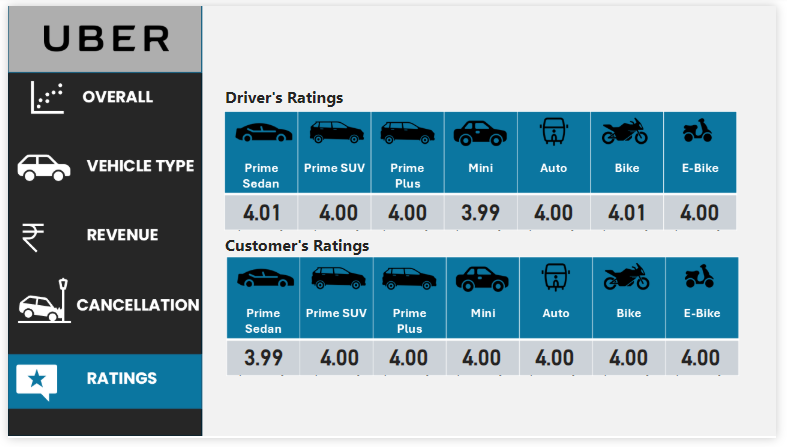 UBER
OVERALL
VEHICLE TYPE
REVENUE
CANCELLATION
RATINGS
Driver's Ratings
Prime Sedan
Prime SUV
Prime Plus
Mini
Auto
Bike
E-Bike
4.01 4.00 4.00 3.99 4.00 4.01 4.00
Customer's Ratings
Prime Sedan
Prime SUV
Prime Plus
Mini
Auto
Bike
E-Bike
3.99 4.00 4.00 4.00 4.00 4.00 4.00